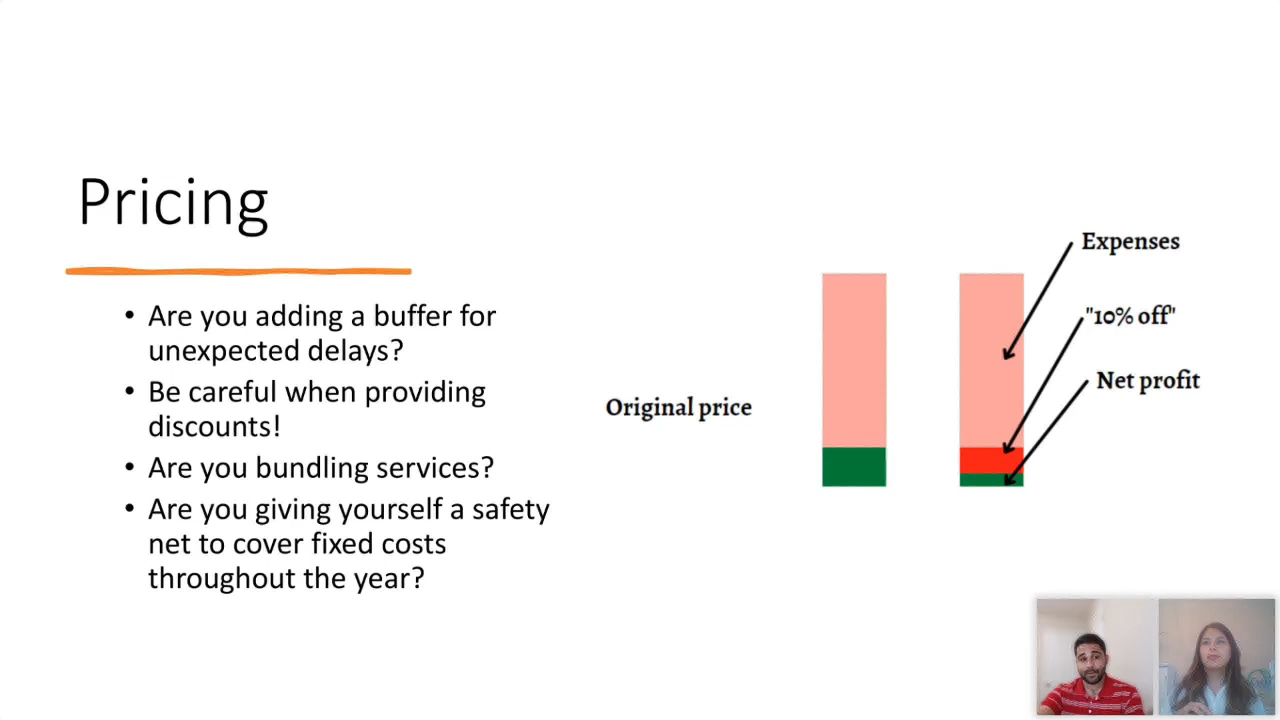 Pricing
• Are you adding a buffer for
unexpected delays?
• Be careful when providing
discounts!
• Are you bundling services?
• Are you giving yourself a safety
net to cover fixed costs
throughout the year?
Original price
Expenses
"10% off"
Net profit